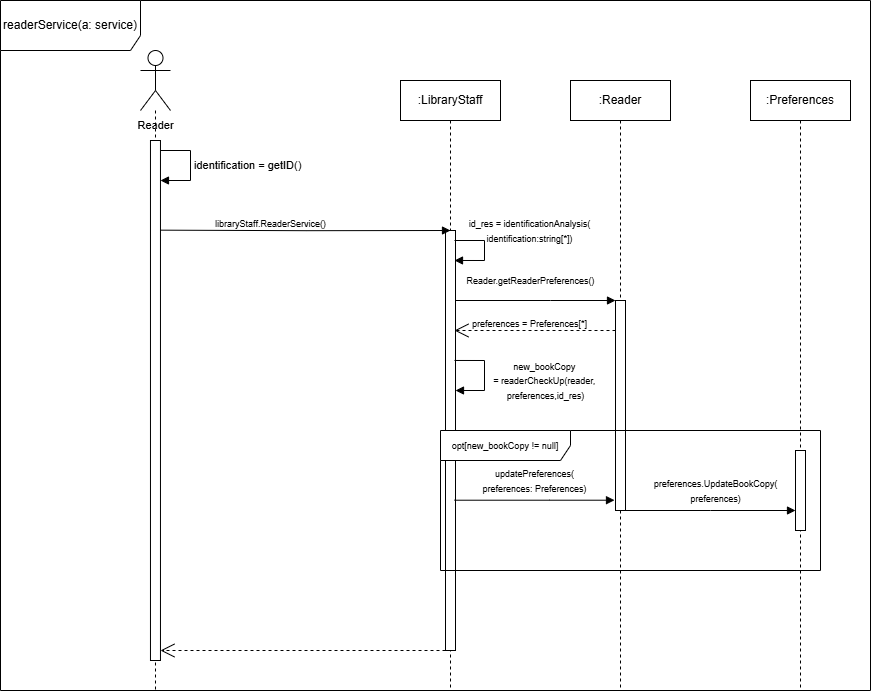 readerService(a: service)
Reader
:LibraryStaff
:Reader
:Preferences
identification = getID()
libraryStaff.ReaderService()
id_res = identificationAnalysis(
identification:string[*])
Reader.getReaderPreferences()
preferences = Preferences[*]
new_bookCopy
= readerCheckUp(reader,
preferences,id_res)
opt[new_bookCopy != null]
updatePreferences(
preferences: Preferences)
preferences.UpdateBookCopy(
preferences)